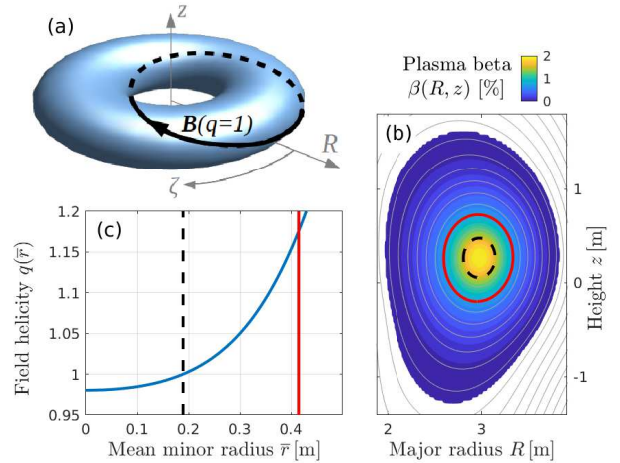 (a)
z
B(q=1)
R
ζ
Plasma beta
β(R, z) [%]
2
1
0
(b)
1
0
-1
Height z [m]
2
3
Major radius R [m]
(c)
1.2
1.15
1.1
1.05
1
0.95
Field helicity q(r̅)
0
0.1
0.2
0.3
0.4
Mean minor radius r̅ [m]